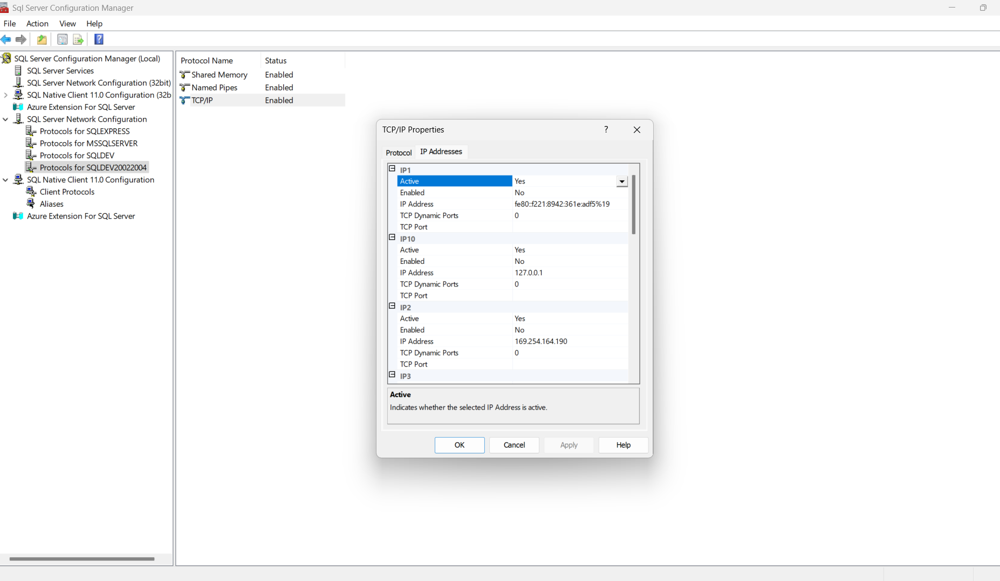 Sql Server Configuration Manager
File Action View Help
SQL Server Configuration Manager (Local)
SQL Server Services
SQL Server Network Configuration (32bit)
SQL Native Client 11.0 Configuration (32b
Azure Extension For SQL Server
SQL Server Network Configuration
Protocols for SQLEXPRESS
Protocols for MSSQLSERVER
Protocols for SQLDEV
Protocols for SQLDEV20022004
SQL Native Client 11.0 Configuration
Client Protocols
Aliases
Azure Extension For SQL Server
Protocol Name Status
Shared Memory Enabled
Named Pipes Enabled
TCP/IP Enabled
TCP/IP Properties ?
Protocol IP Addresses
IP1
Active Yes
Enabled No
IP Address fe80::f221:8942:361e:adf5%19
TCP Dynamic Ports 0
TCP Port
IP10
Active Yes
Enabled No
IP Address 127.0.0.1
TCP Dynamic Ports 0
TCP Port
IP2
Active Yes
Enabled No
IP Address 169.254.164.190
TCP Dynamic Ports 0
TCP Port
IP3
Active
Indicates whether the selected IP Address is active.
OK Cancel Apply Help